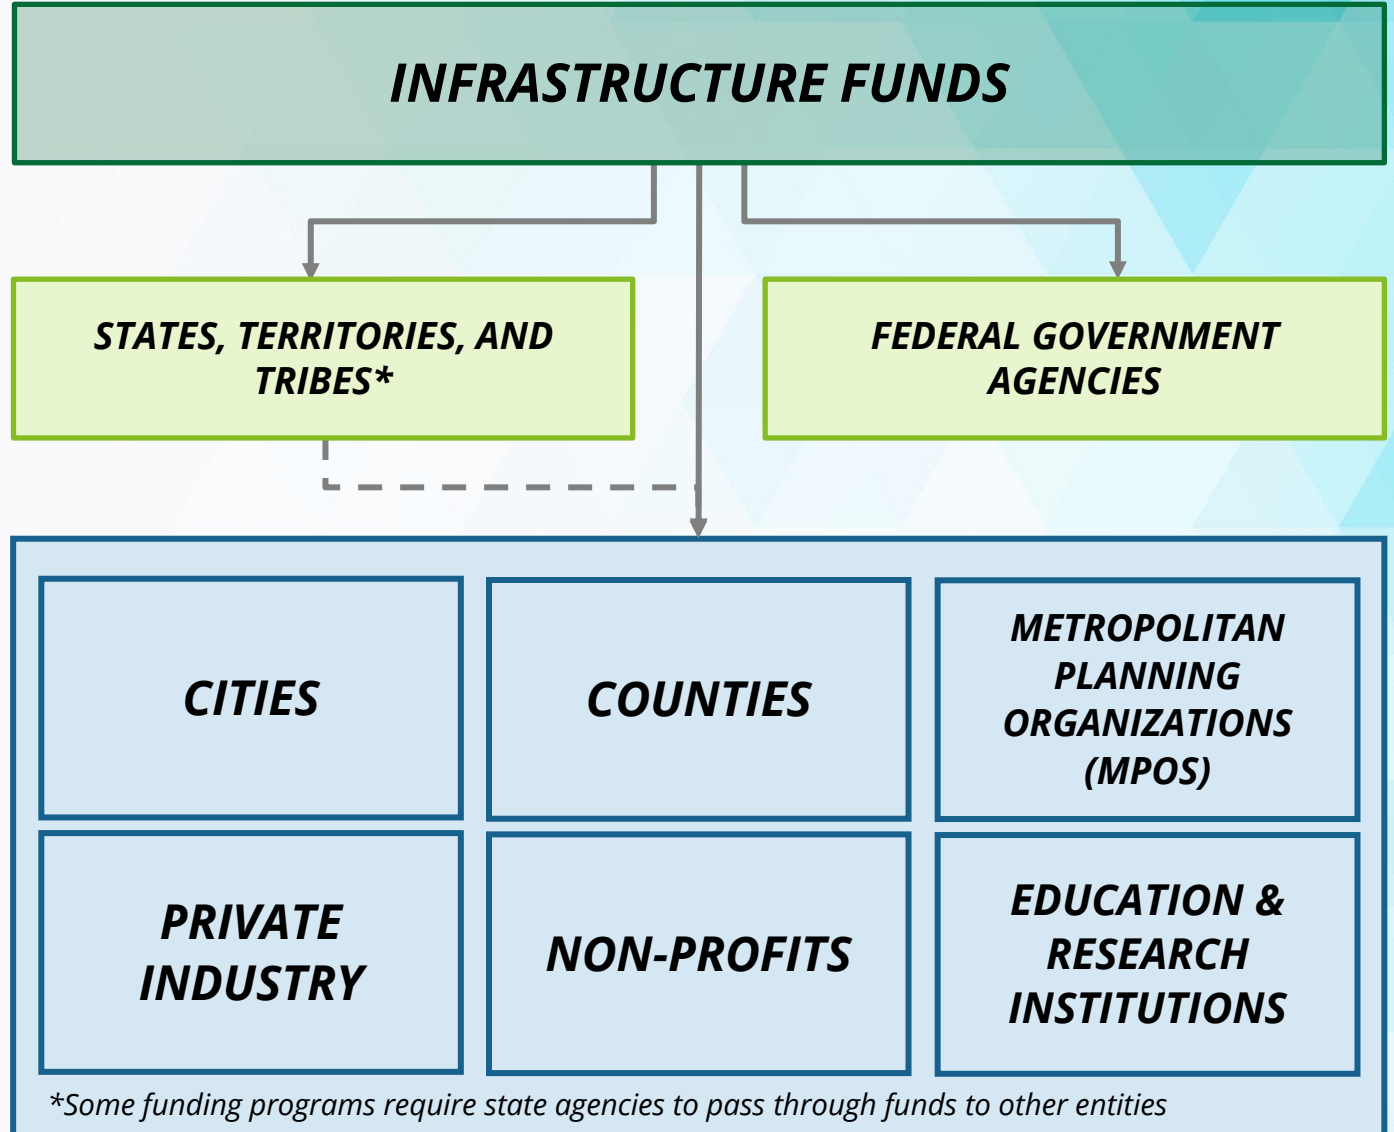 INFRASTRUCTURE FUNDS
STATES, TERRITORIES, AND
TRIBES*
FEDERAL GOVERNMENT
AGENCIES
CITIES
COUNTIES
METROPOLITAN
PLANNING
ORGANIZATIONS
(MPOS)
PRIVATE
INDUSTRY
NON-PROFITS
EDUCATION &
RESEARCH
INSTITUTIONS
*Some funding programs require state agencies to pass through funds to other entities